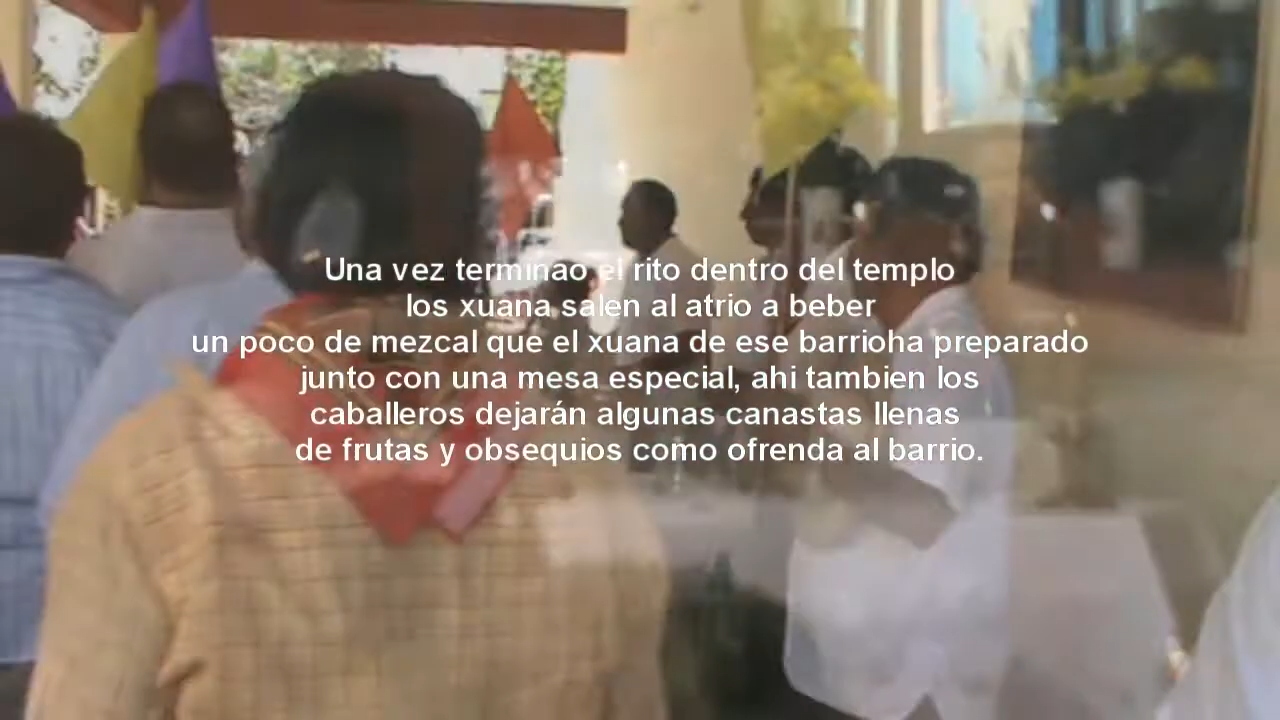 Una vez terminao el rito dentro del templo
los xuana salen al atrio a beber
un poco de mezcal que el xuana de ese barrioha preparado
junto con una mesa especial, ahi tambien los
caballeros dejarán algunas canastas llenas
de frutas y obsequios como ofrenda al barrio.